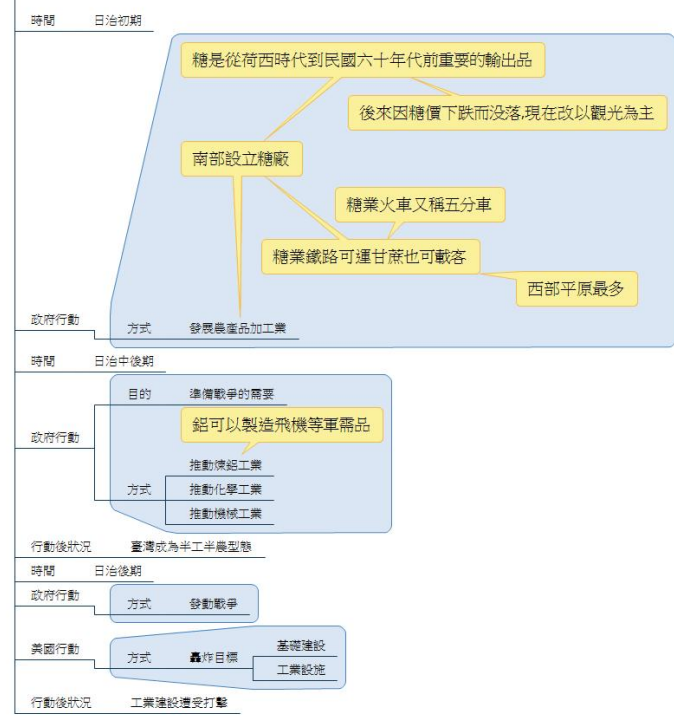 時間 日治初期
糖是從荷西時代到民國六十年代前重要的輸出品
後來因糖價下跌而没落,現在改以觀光為主
南部設立糖廠
糖業火車又稱五分車
糖業鐵路可運甘蔗也可載客
西部平原最多
政府行動
方式 發展農產品加工業
時間 日治中後期
目的 準備戰爭的需要
鋁可以製造飛機等軍需品
政府行動
推動煉鋁工業
方式 推動化學工業
推動機械工業
行動後狀況 臺灣成為半工半農型態
時間 日治後期
政府行動
方式 發動戰爭
基礎建設
美國行動
方式 轟炸目標
工業設施
行動後狀況 工業建設遭受打擊